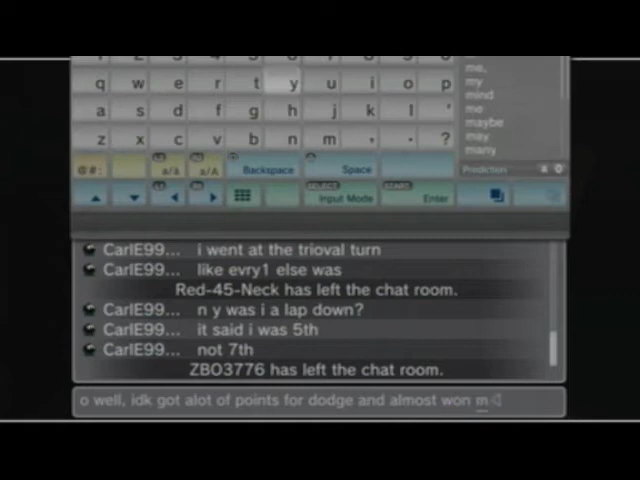 q w e r t y u i o p
me,
my
mind
a s d f g h j k l '
me
maybe
z x c v b n m , . ?
may
many
@#: a/ä a/A Backspace Space
Prediction
SELECT Input Mode START Enter
CarlE99... i went at the trioval turn
CarlE99... like evry1 else was
Red-45-Neck has left the chat room.
CarlE99... n y was i a lap down?
CarlE99... it said i was 5th
CarlE99... not 7th
ZBO3776 has left the chat room.
o well, idk got alot of points for dodge and almost won m